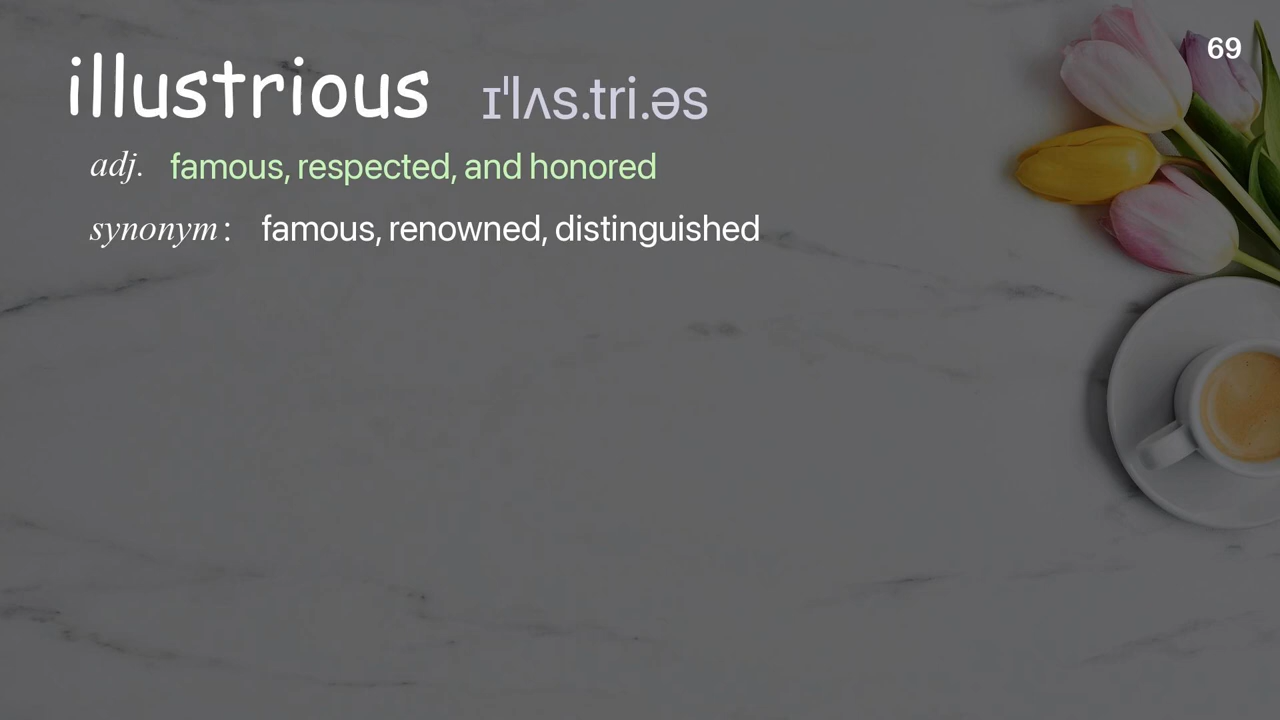 69
illustrious ɪˈlʌs.tri.əs
adj. famous, respected, and honored
synonym: famous, renowned, distinguished